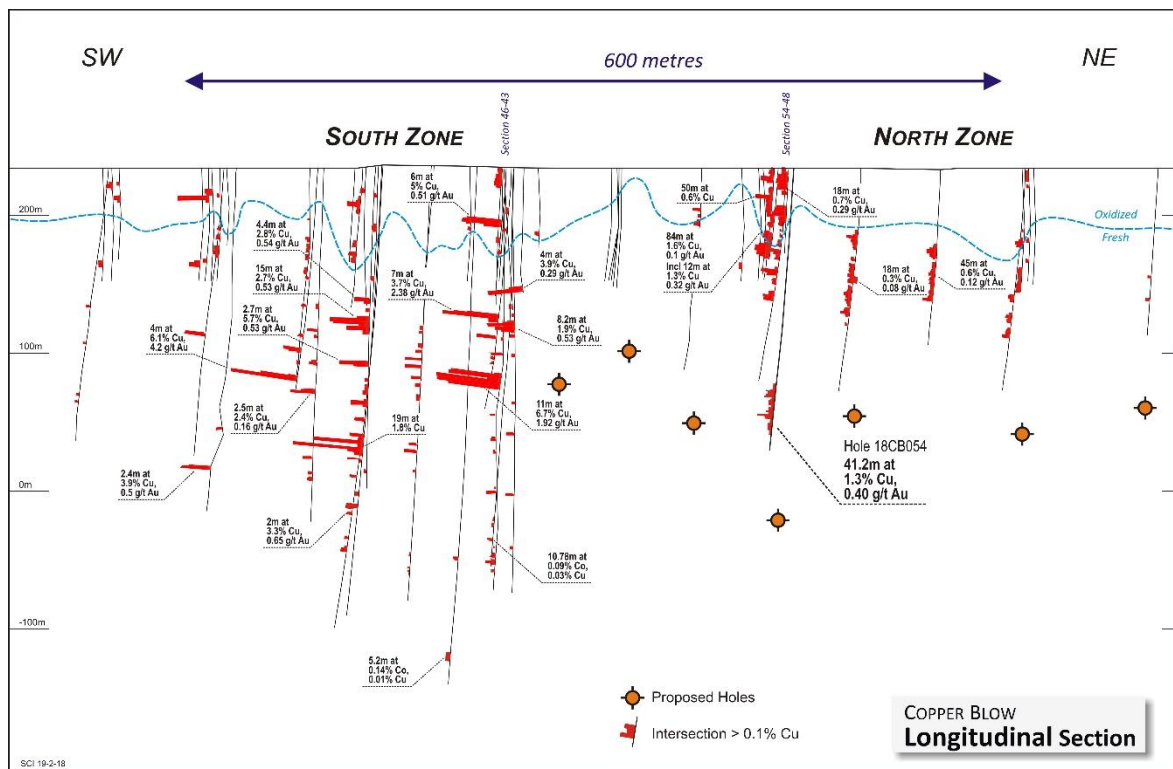 SW
600 metres
NE
SOUTH ZONE
Section 46-43
Section 54-48
NORTH ZONE
200m
100m
0m
-100m
Oxidized
Fresh
6m at
5% Cu,
0.51 g/t Au
4.4m at
2.8% Cu,
0.54 g/t Au
15m at
2.7% Cu,
0.53 g/t Au
2.7m at
5.7% Cu,
0.53 g/t Au
4m at
6.1% Cu,
4.2 g/t Au
2.5m at
2.4% Cu,
0.16 g/t Au
2.4m at
3.9% Cu,
0.5 g/t Au
2m at
3.3% Cu,
0.65 g/t Au
19m at
1.8% Cu
7m at
3.7% Cu,
2.38 g/t Au
4m at
3.9% Cu,
0.29 g/t Au
8.2m at
1.9% Cu,
0.53 g/t Au
11m at
6.7% Cu,
1.92 g/t Au
10.78m at
0.09% Co,
0.03% Cu
5.2m at
0.14% Co,
0.01% Cu
50m at
0.6% Cu
84m at
1.6% Cu,
0.1 g/t Au
Incl 12m at
1.3% Cu,
0.32 g/t Au
18m at
0.7% Cu,
0.29 g/t Au
18m at
0.3% Cu,
0.08 g/t Au
45m at
0.6% Cu,
0.12 g/t Au
Hole 18CB054
41.2m at
1.3% Cu,
0.40 g/t Au
Proposed Holes
Intersection > 0.1% Cu
COPPER BLOW
Longitudinal Section
SCI 19-2-18